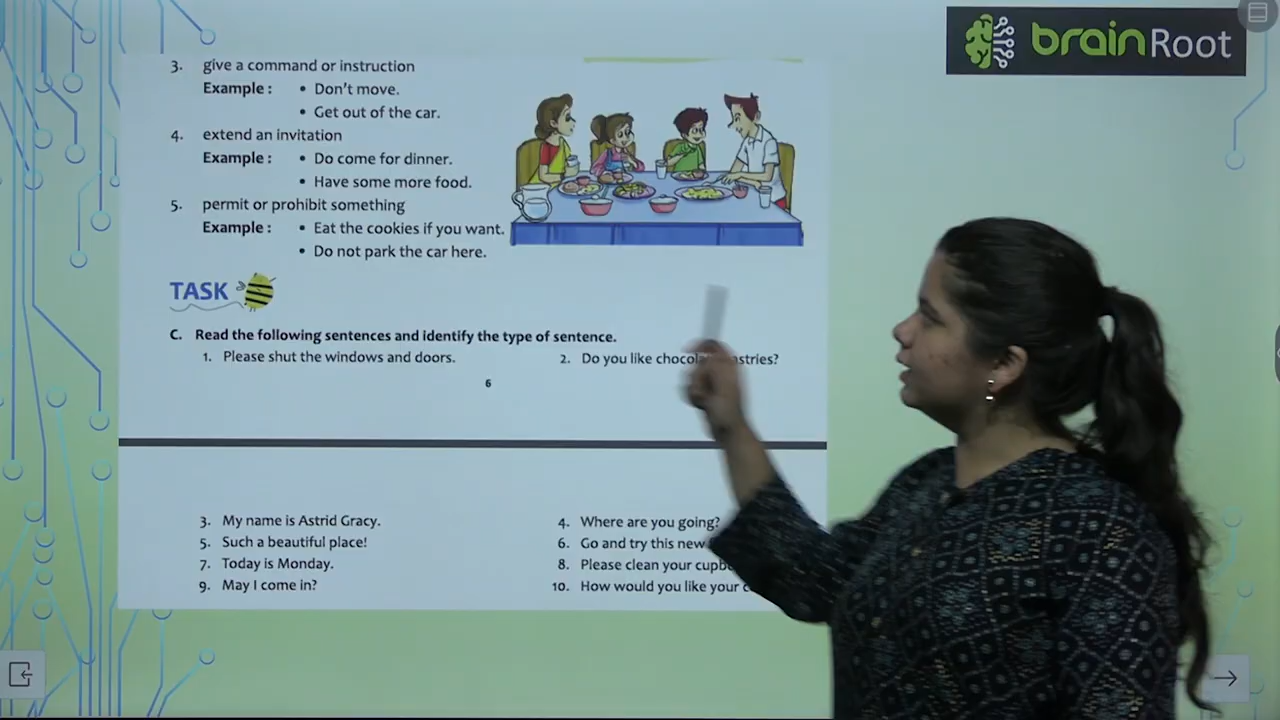 brainRoot
3. give a command or instruction
Example : • Don't move.
• Get out of the car.
4. extend an invitation
Example : • Do come for dinner.
• Have some more food.
5. permit or prohibit something
Example : • Eat the cookies if you want.
• Do not park the car here.
TASK
C. Read the following sentences and identify the type of sentence.
1. Please shut the windows and doors. 2. Do you like
6
3. My name is Astrid Gracy. 4. Where are you going?
5. Such a beautiful place! 6. Go and try this new
7. Today is Monday. 8. Please clean your
9. May I come in? 10. How would you like your